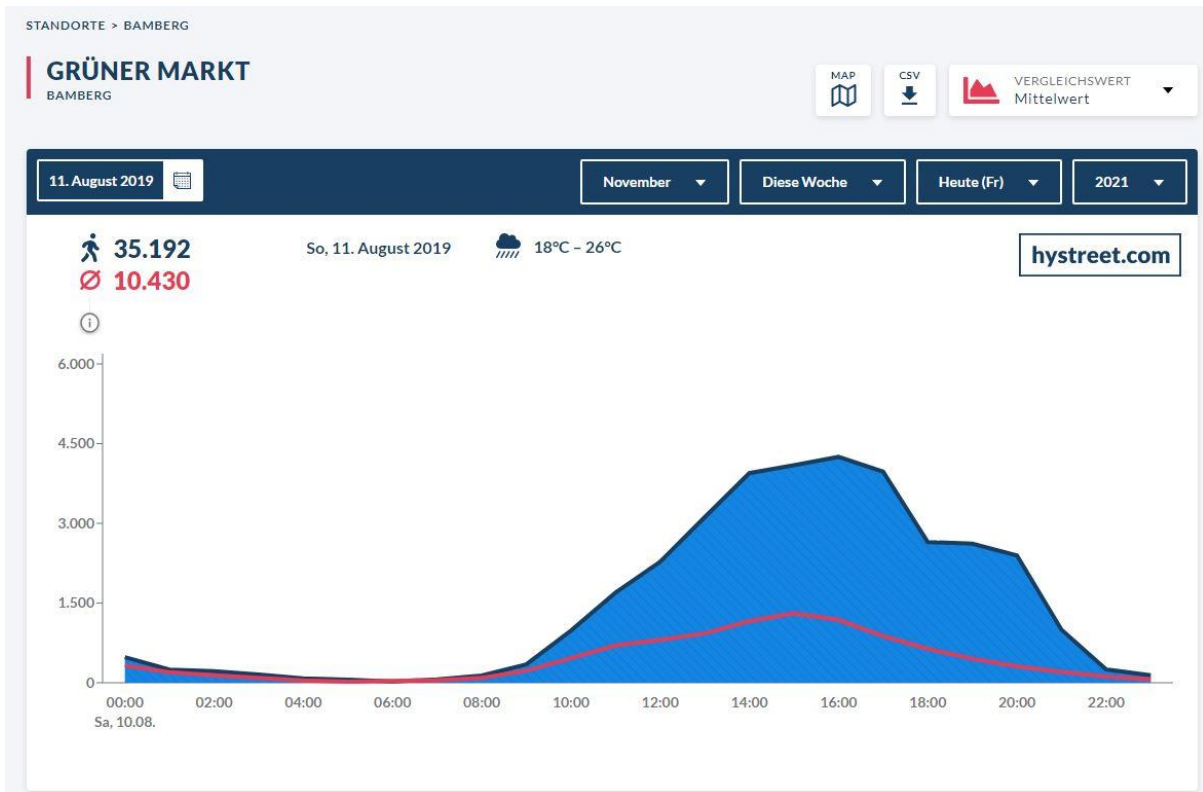 STANDORTE > BAMBERG
GRÜNER MARKT
BAMBERG
MAP
CSV
VERGLEICHSWERT
Mittelwert
11. August 2019
November
Diese Woche
Heute (Fr)
2021
35.192
So, 11. August 2019
18°C – 26°C
hystreet.com
Ø 10.430
i
6.000
4.500
3.000
1.500
0
00:00 02:00 04:00 06:00 08:00 10:00 12:00 14:00 16:00 18:00 20:00 22:00
Sa, 10.08.